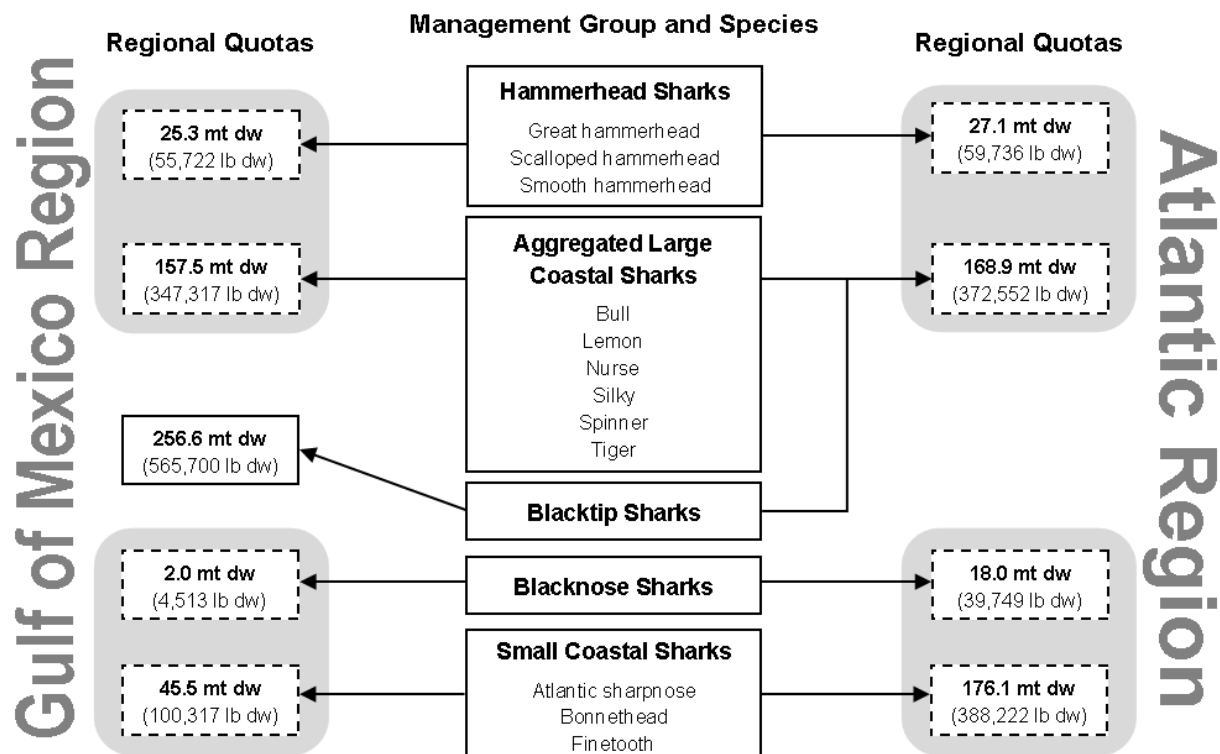 Management Group and Species
Regional Quotas
Regional Quotas
Gulf of Mexico Region
25.3 mt dw
(55,722 lb dw)
157.5 mt dw
(347,317 lb dw)
256.6 mt dw
(565,700 lb dw)
2.0 mt dw
(4,513 lb dw)
45.5 mt dw
(100,317 lb dw)
Hammerhead Sharks
Great hammerhead
Scalloped hammerhead
Smooth hammerhead
Aggregated Large
Coastal Sharks
Bull
Lemon
Nurse
Silky
Spinner
Tiger
Blacktip Sharks
Blacknose Sharks
Small Coastal Sharks
Atlantic sharpnose
Bonnethead
Finetooth
27.1 mt dw
(59,736 lb dw)
168.9 mt dw
(372,552 lb dw)
18.0 mt dw
(39,749 lb dw)
176.1 mt dw
(388,222 lb dw)
Atlantic Region